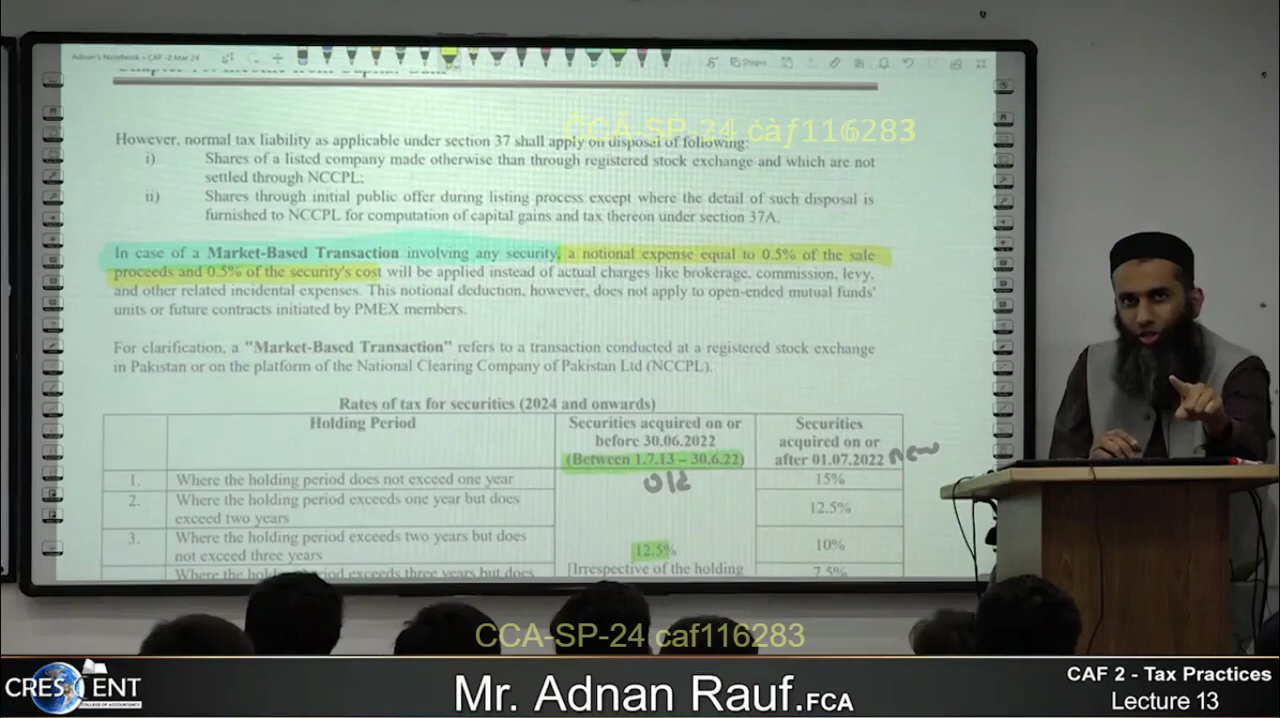 Adnan's Notebook » CAF -2 Mar 24
Shapes
CCA-SP-24 caf116283
However, normal tax liability as applicable under section 37 shall apply on disposal of following:
i) Shares of a listed company made otherwise than through registered stock exchange and which are not
settled through NCCPL;
ii) Shares through initial public offer during listing process except where the detail of such disposal is
furnished to NCCPL for computation of capital gains and tax thereon under section 37A.
In case of a Market-Based Transaction involving any security, a notional expense equal to 0.5% of the sale
proceeds and 0.5% of the security's cost will be applied instead of actual charges like brokerage, commission, levy,
and other related incidental expenses. This notional deduction, however, does not apply to open-ended mutual funds'
units or future contracts initiated by PMEX members.
For clarification, a "Market-Based Transaction" refers to a transaction conducted at a registered stock exchange
in Pakistan or on the platform of the National Clearing Company of Pakistan Ltd (NCCPL).
Rates of tax for securities (2024 and onwards)
Holding Period
Securities acquired on or
before 30.06.2022
(Between 1.7.13 – 30.6.22)
old
Securities
acquired on or
after 01.07.2022
new
1. Where the holding period does not exceed one year 15%
2. Where the holding period exceeds one year but does
exceed two years
12.5%
3. Where the holding period exceeds two years but does
not exceed three years
12.5%
10%
Where the holding period exceeds three years but does
[Irrespective of the holding
7.5%
CCA-SP-24 caf116283
CRESCENT
COLLEGE OF ACCOUNTANCY
Mr. Adnan Rauf.FCA
CAF 2 - Tax Practices
Lecture 13